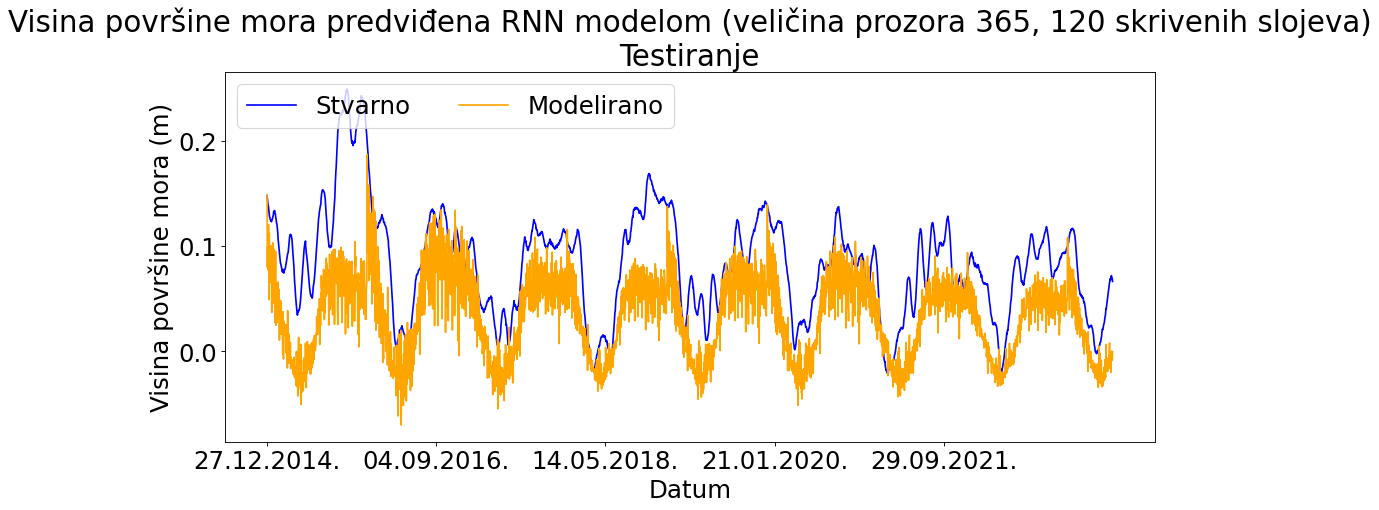 Visina površine mora predviđena RNN modelom (veličina prozora 365, 120 skrivenih slojeva)
Testiranje
Stvarno
Modelirano
Visina površine mora (m)
0.2
0.1
0.0
27.12.2014.
04.09.2016.
14.05.2018.
21.01.2020.
29.09.2021.
Datum